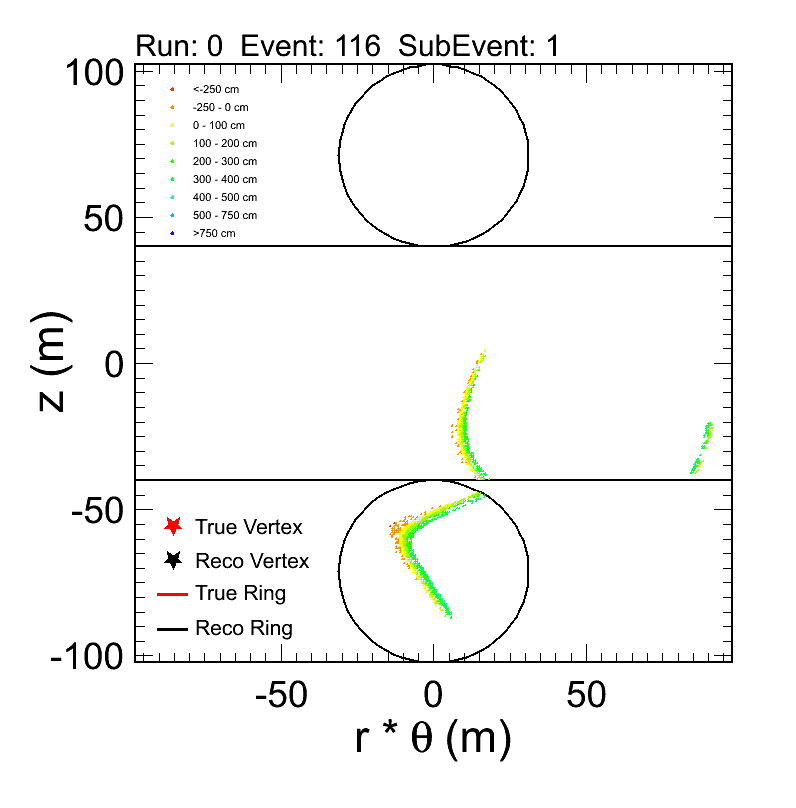 Run: 0 Event: 116 SubEvent: 1
100
<-250 cm
-250 - 0 cm
0 - 100 cm
100 - 200 cm
200 - 300 cm
300 - 400 cm
400 - 500 cm
500 - 750 cm
>750 cm
50
0
z (m)
-50
True Vertex
Reco Vertex
True Ring
Reco Ring
-100
-50 0 50
r * θ (m)